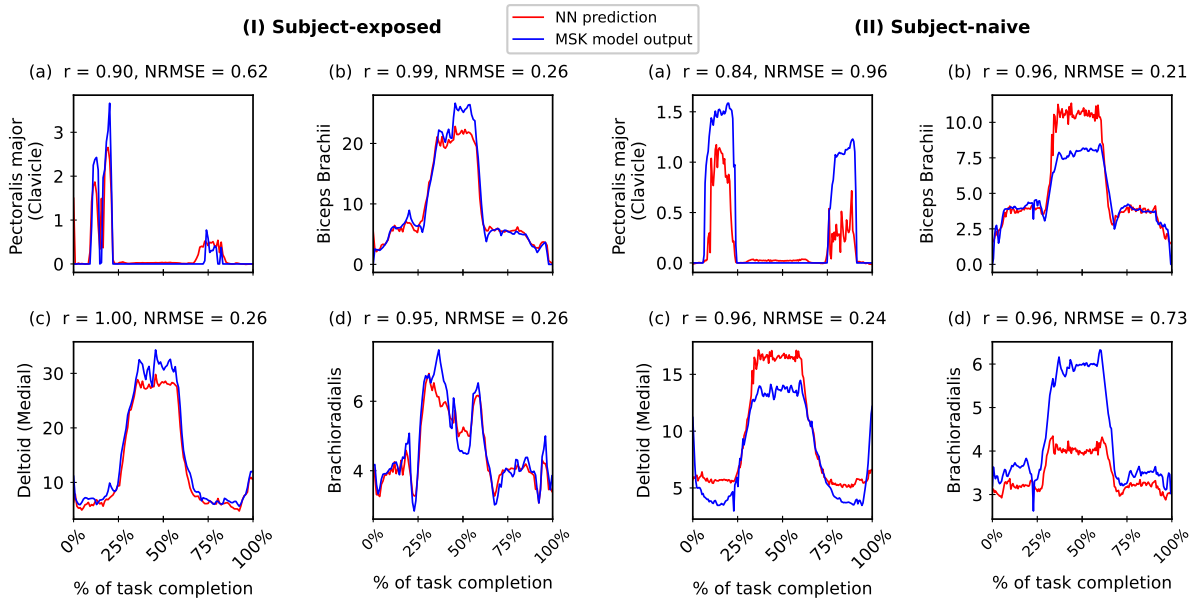 (I) Subject-exposed
NN prediction
MSK model output
(II) Subject-naive
(a) r = 0.90, NRMSE = 0.62
(b) r = 0.99, NRMSE = 0.26
(a) r = 0.84, NRMSE = 0.96
(b) r = 0.96, NRMSE = 0.21
Pectoralis major
(Clavicle)
3
2
1
0
Biceps Brachii
20
10
0
Pectoralis major
(Clavicle)
1.5
1.0
0.5
0.0
Biceps Brachii
10.0
7.5
5.0
2.5
0.0
(c) r = 1.00, NRMSE = 0.26
(d) r = 0.95, NRMSE = 0.26
(c) r = 0.96, NRMSE = 0.24
(d) r = 0.96, NRMSE = 0.73
Deltoid (Medial)
30
20
10
0% 25% 50% 75% 100%
% of task completion
Brachioradialis
6
4
0% 25% 50% 75% 100%
% of task completion
Deltoid (Medial)
15
10
5
0% 25% 50% 75% 100%
% of task completion
Brachioradialis
6
5
4
3
0% 25% 50% 75% 100%
% of task completion